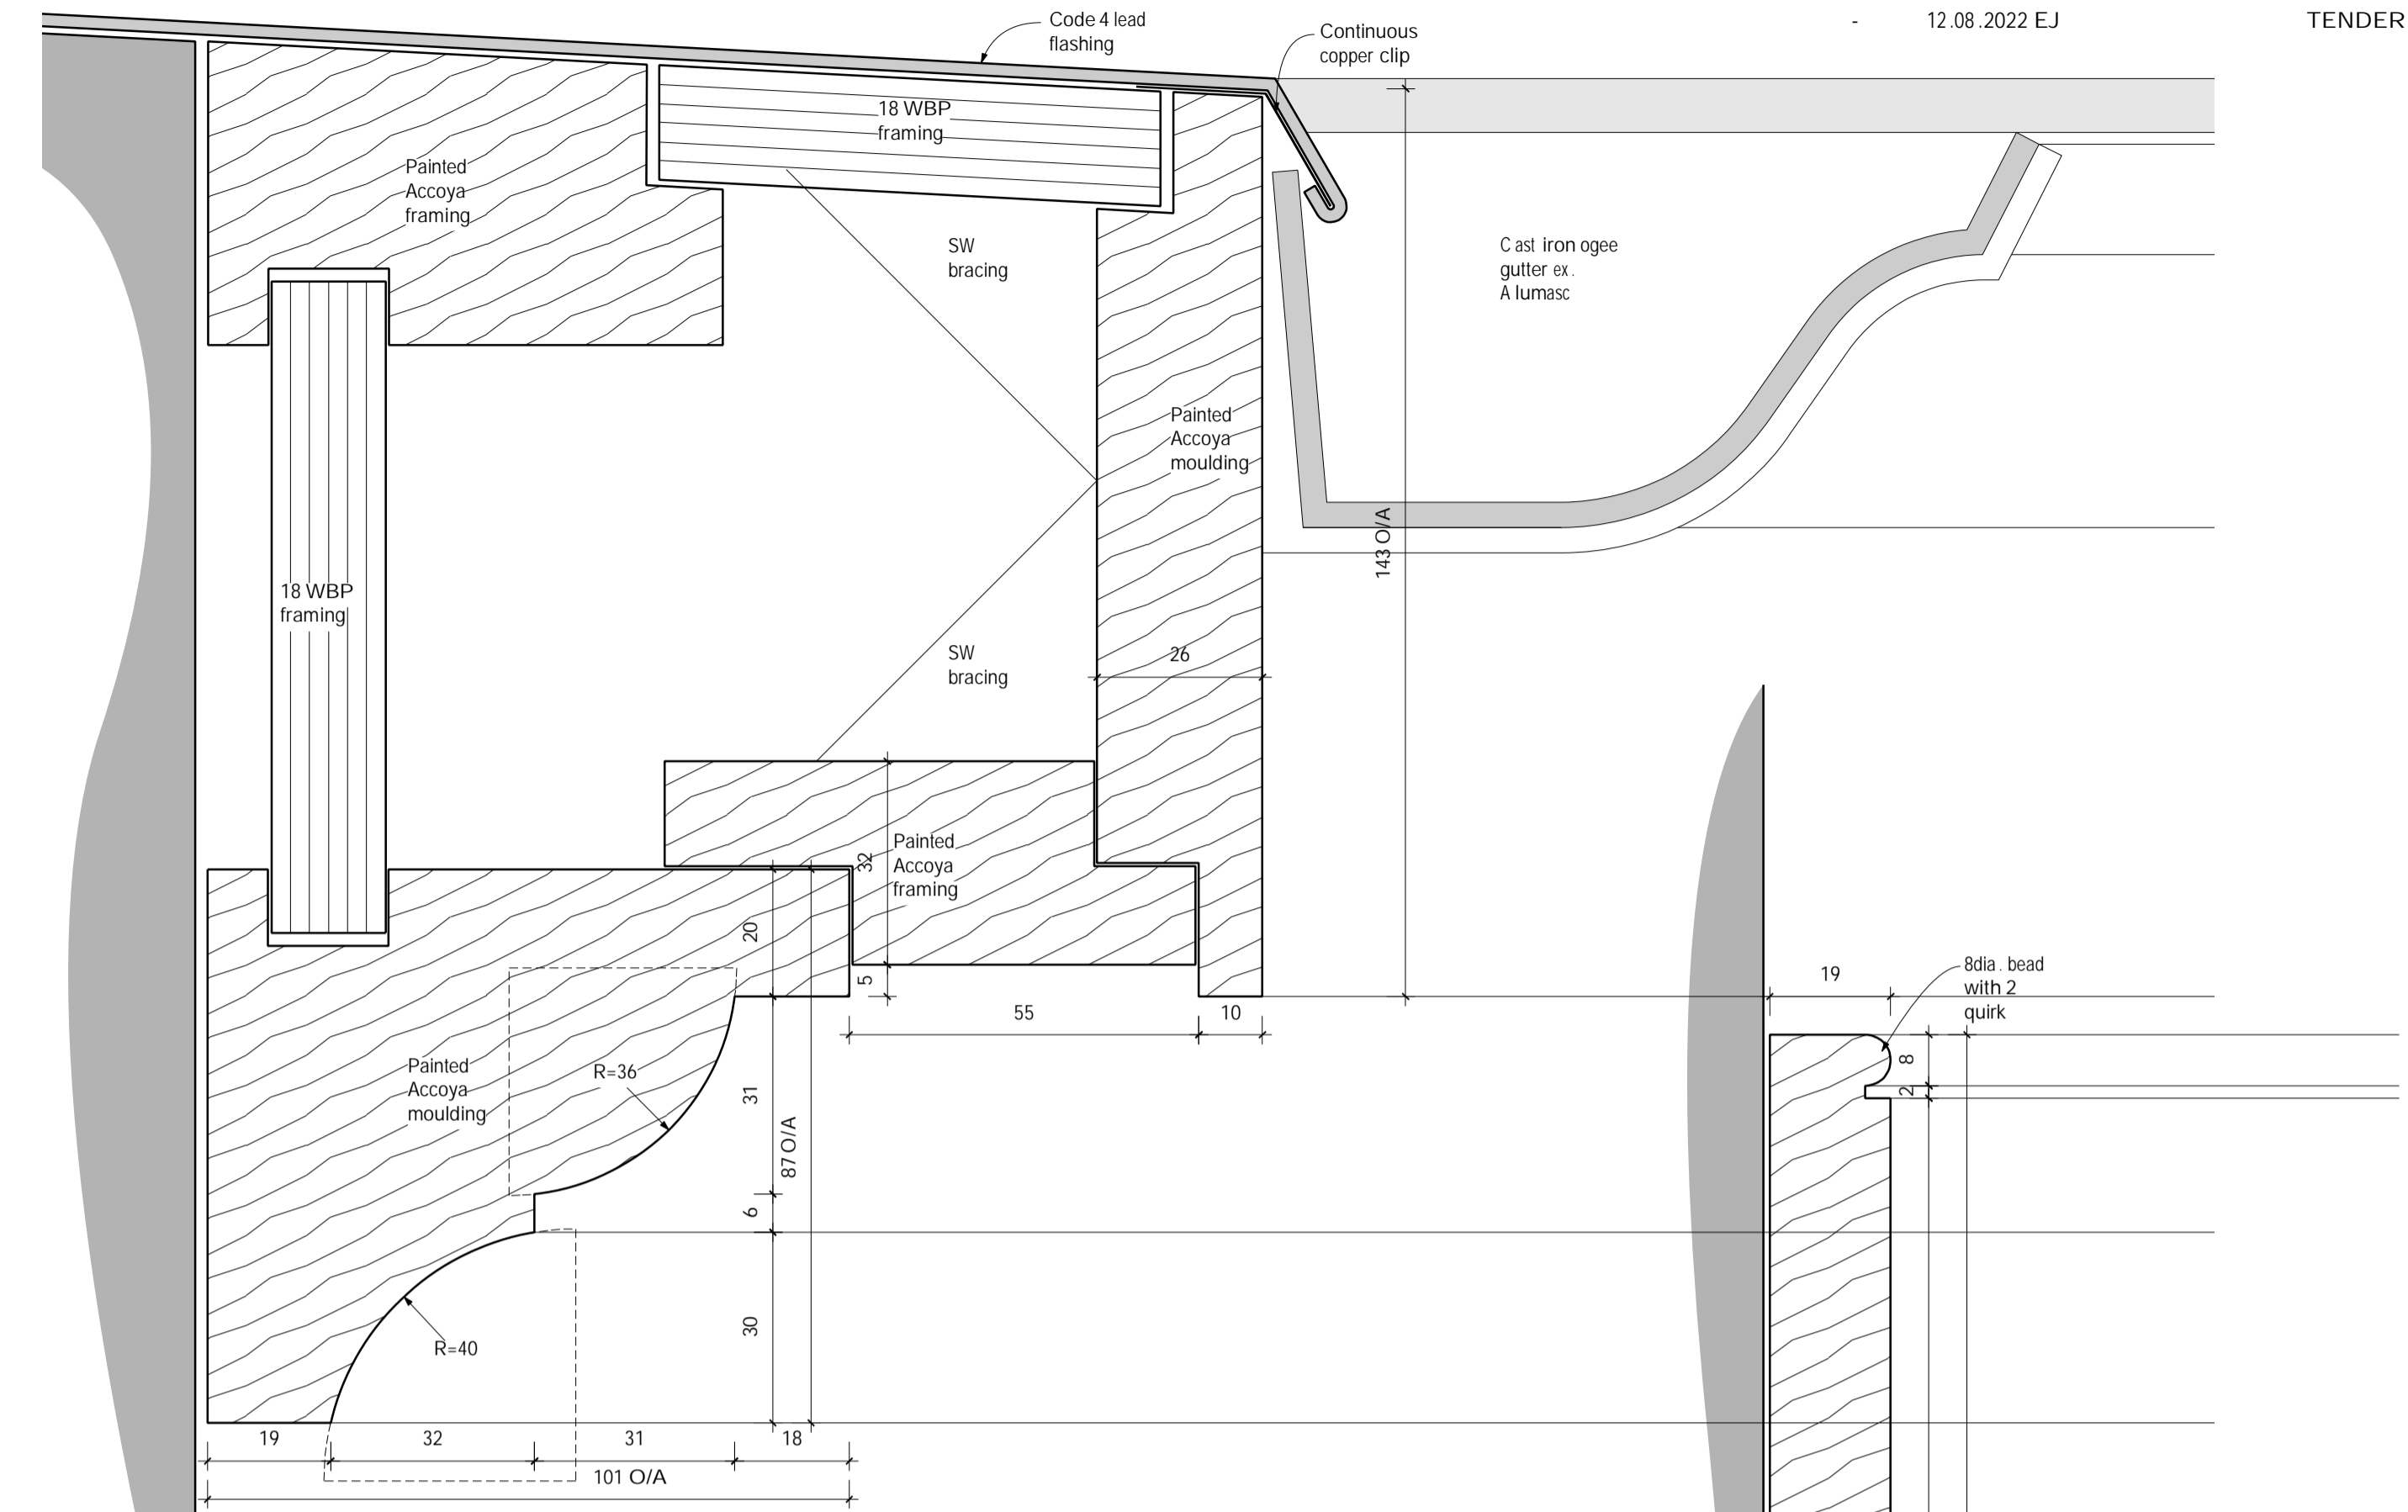 Code 4 lead
flashing
Continuous
copper clip
-
12.08.2022 EJ
TENDER
18 WBP
framing
Painted
Accoya
framing
SW
bracing
Cast iron ogee
gutter ex.
Alumasc
Painted
Accoya
moulding
143 O/A
18 WBP
framing
SW
bracing
26
Painted
Accoya
framing
32
20
5
55
10
19
8dia. bead
with 2
quirk
8
2
Painted
Accoya
moulding
R=36
31
87 O/A
6
R=40
30
19
32
31
18
101 O/A